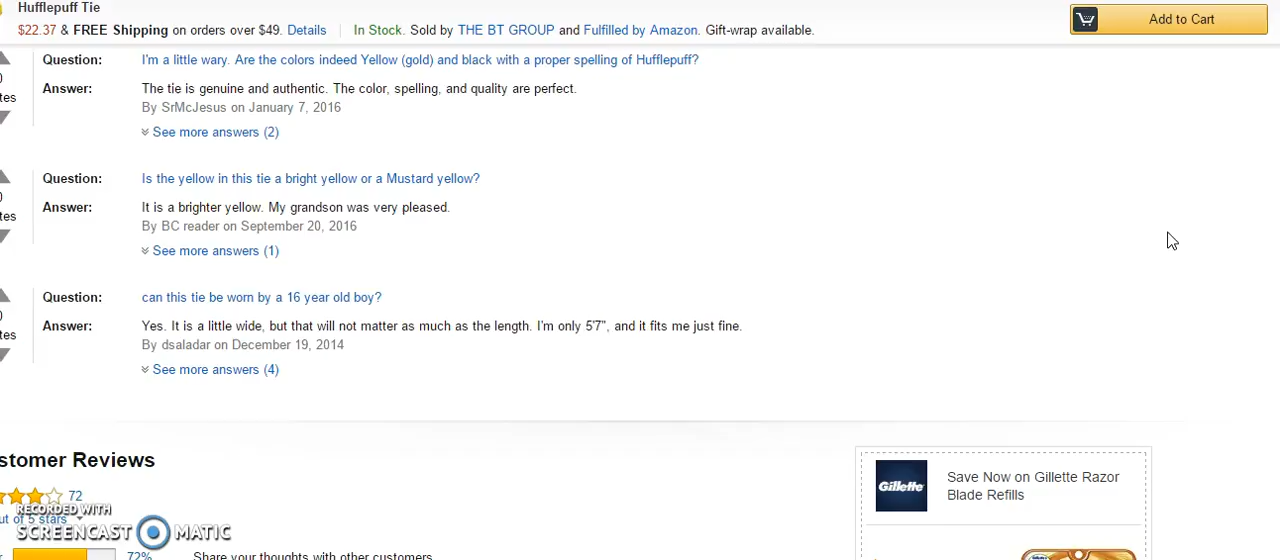 Hufflepuff Tie
$22.37 & FREE Shipping on orders over $49. Details In Stock. Sold by THE BT GROUP and Fulfilled by Amazon. Gift-wrap available.
Add to Cart
Question: I'm a little wary. Are the colors indeed Yellow (gold) and black with a proper spelling of Hufflepuff?
Answer: The tie is genuine and authentic. The color, spelling, and quality are perfect.
By SrMcJesus on January 7, 2016
See more answers (2)
Question: Is the yellow in this tie a bright yellow or a Mustard yellow?
Answer: It is a brighter yellow. My grandson was very pleased.
By BC reader on September 20, 2016
See more answers (1)
Question: can this tie be worn by a 16 year old boy?
Answer: Yes. It is a little wide, but that will not matter as much as the length. I'm only 5'7", and it fits me just fine.
By dsaladar on December 19, 2014
See more answers (4)
stomer Reviews
72
out of 5 stars
RECORDED WITH
SCREENCAST MATIC
72%
Share your thoughts with other customers
Gillette
Save Now on Gillette Razor
Blade Refills